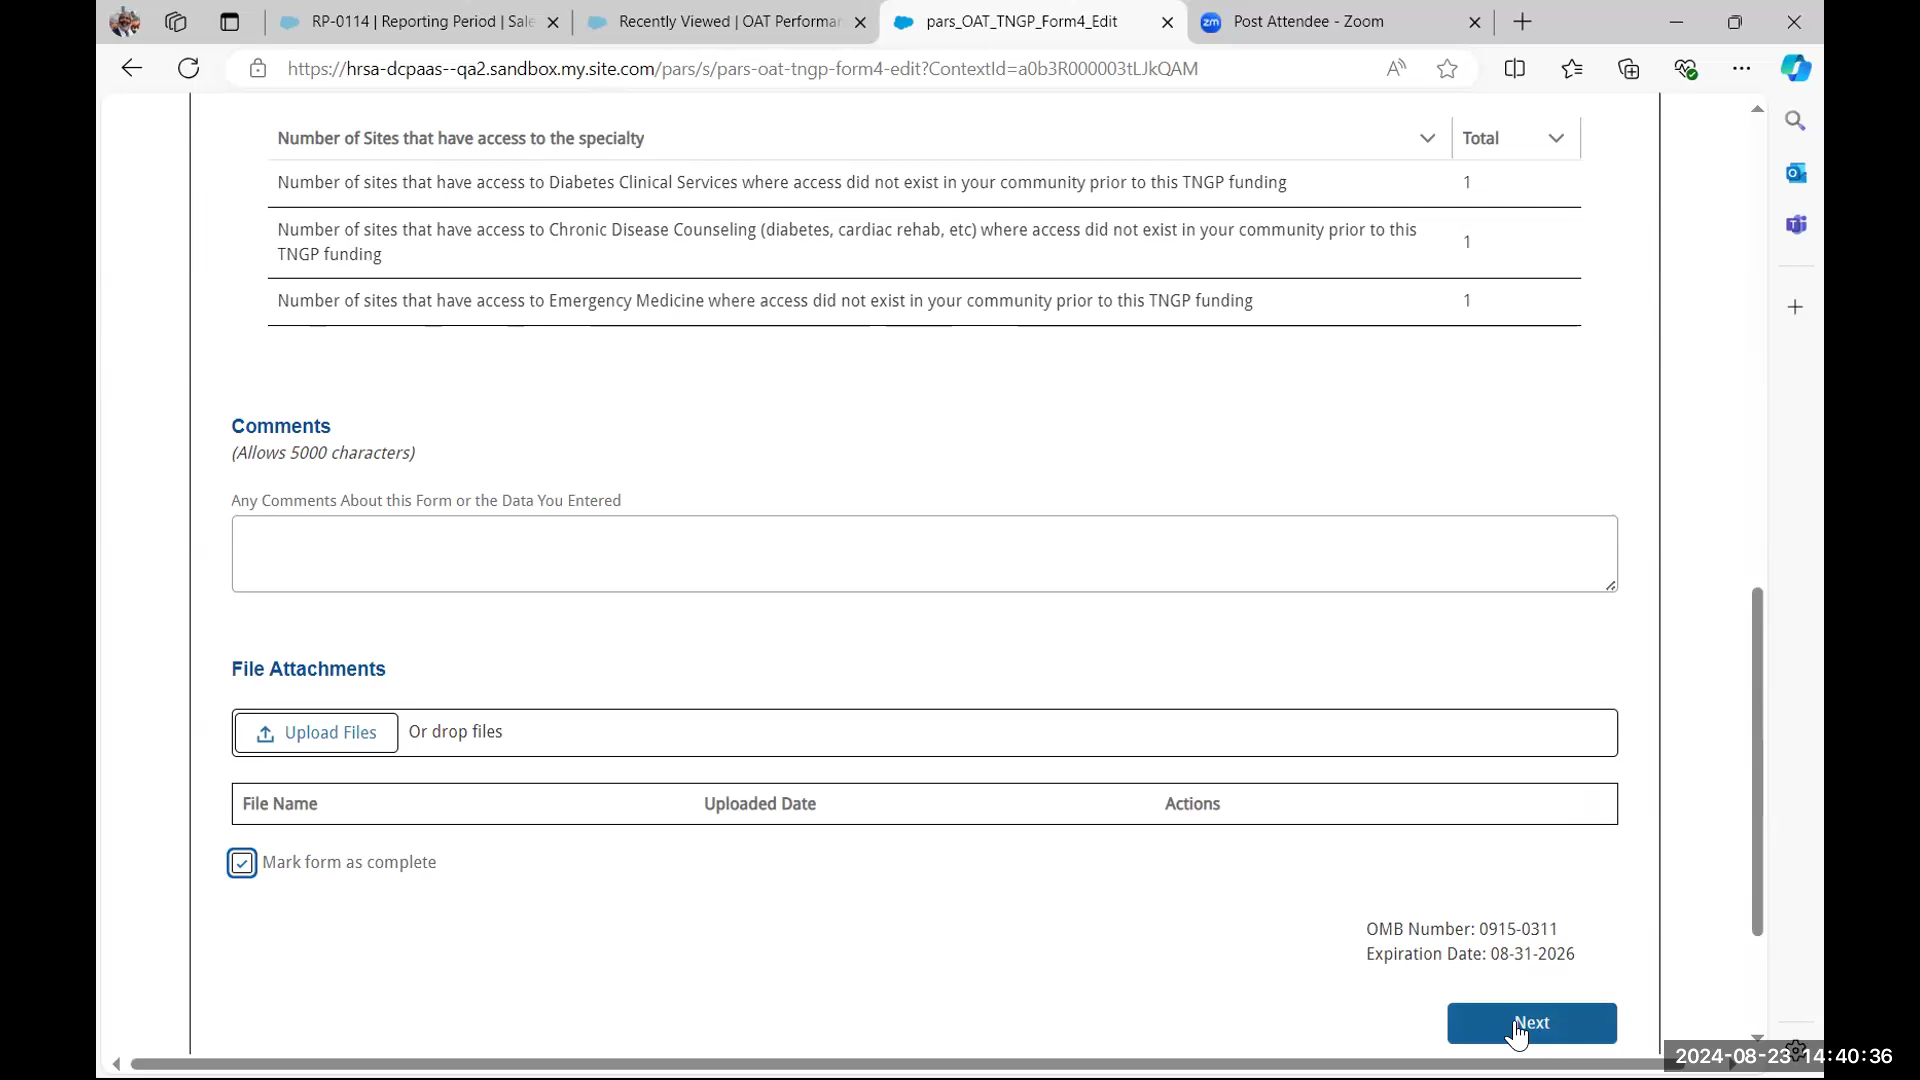 RP-0114 | Reporting Period | Sale
Recently Viewed | OAT Performan
pars_OAT_TNGP_Form4_Edit
zm
Post Attendee - Zoom
https://hrsa-dcpaas--qa2.sandbox.my.site.com/pars/s/pars-oat-tngp-form4-edit?ContextId=a0b3R000003tLJkQAM
Number of Sites that have access to the specialty
Total
Number of sites that have access to Diabetes Clinical Services where access did not exist in your community prior to this TNGP funding
1
Number of sites that have access to Chronic Disease Counseling (diabetes, cardiac rehab, etc) where access did not exist in your community prior to this
TNGP funding
1
Number of sites that have access to Emergency Medicine where access did not exist in your community prior to this TNGP funding
1
Comments
(Allows 5000 characters)
Any Comments About this Form or the Data You Entered
File Attachments
Upload Files
Or drop files
File Name
Uploaded Date
Actions
Mark form as complete
OMB Number: 0915-0311
Expiration Date: 08-31-2026
Next
2024-08-23 14:40:36